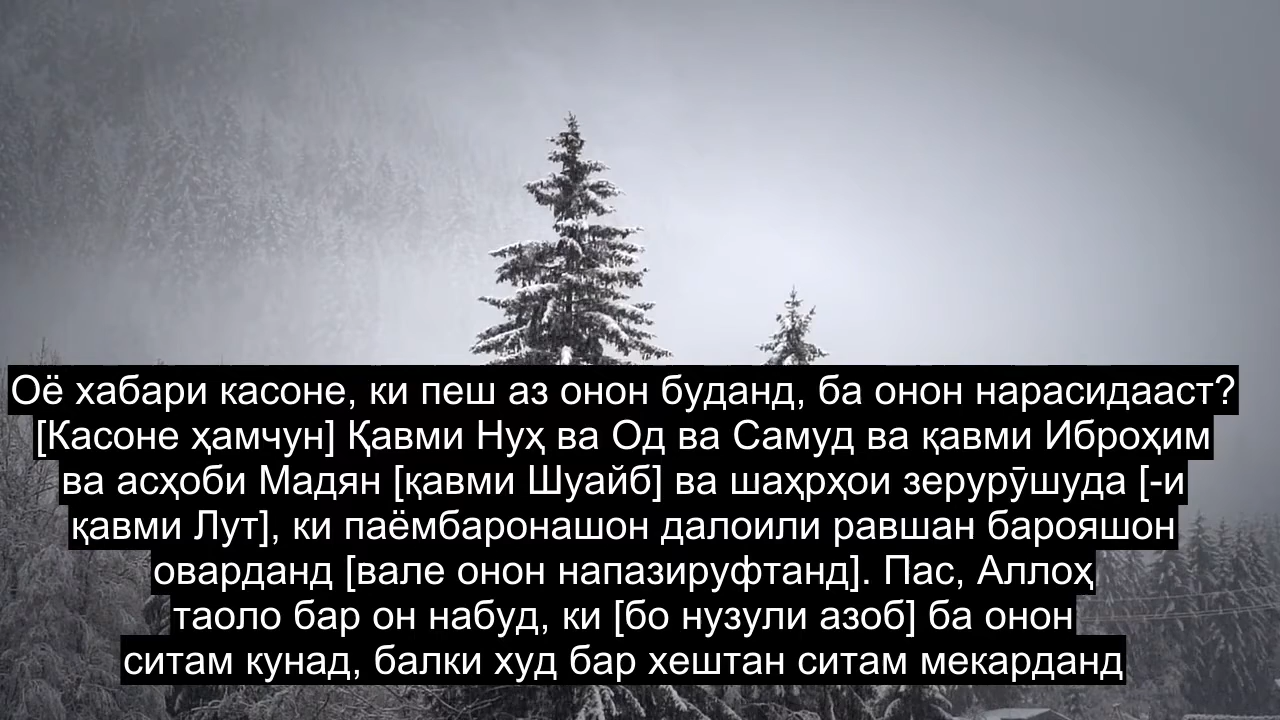 Оё хабари касоне, ки пеш аз онон буданд, ба онон нарасидааст?
[Касоне ҳамчун] Қавми Нуҳ ва Од ва Самуд ва қавми Иброҳим
ва асҳоби Мадян [қавми Шуайб] ва шаҳрҳои зерурӯшуда [-и
қавми Лут], ки паёмбаронашон далоили равшан барояшон
оварданд [вале онон напазируфтанд]. Пас, Аллоҳ
таоло бар он набуд, ки [бо нузули азоб] ба онон
ситам кунад, балки худ бар хештан ситам мекарданд